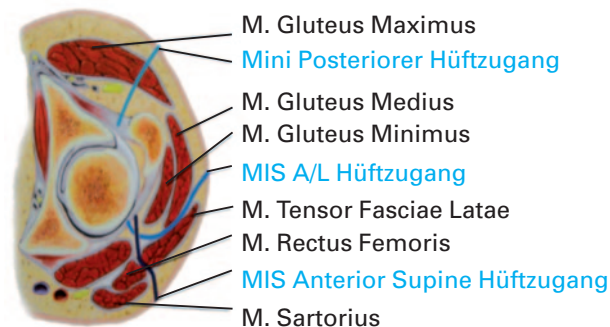 M. Gluteus Maximus
Mini Posteriorer Hüftzugang
M. Gluteus Medius
M. Gluteus Minimus
MIS A/L Hüftzugang
M. Tensor Fasciae Latae
M. Rectus Femoris
MIS Anterior Supine Hüftzugang
M. Sartorius